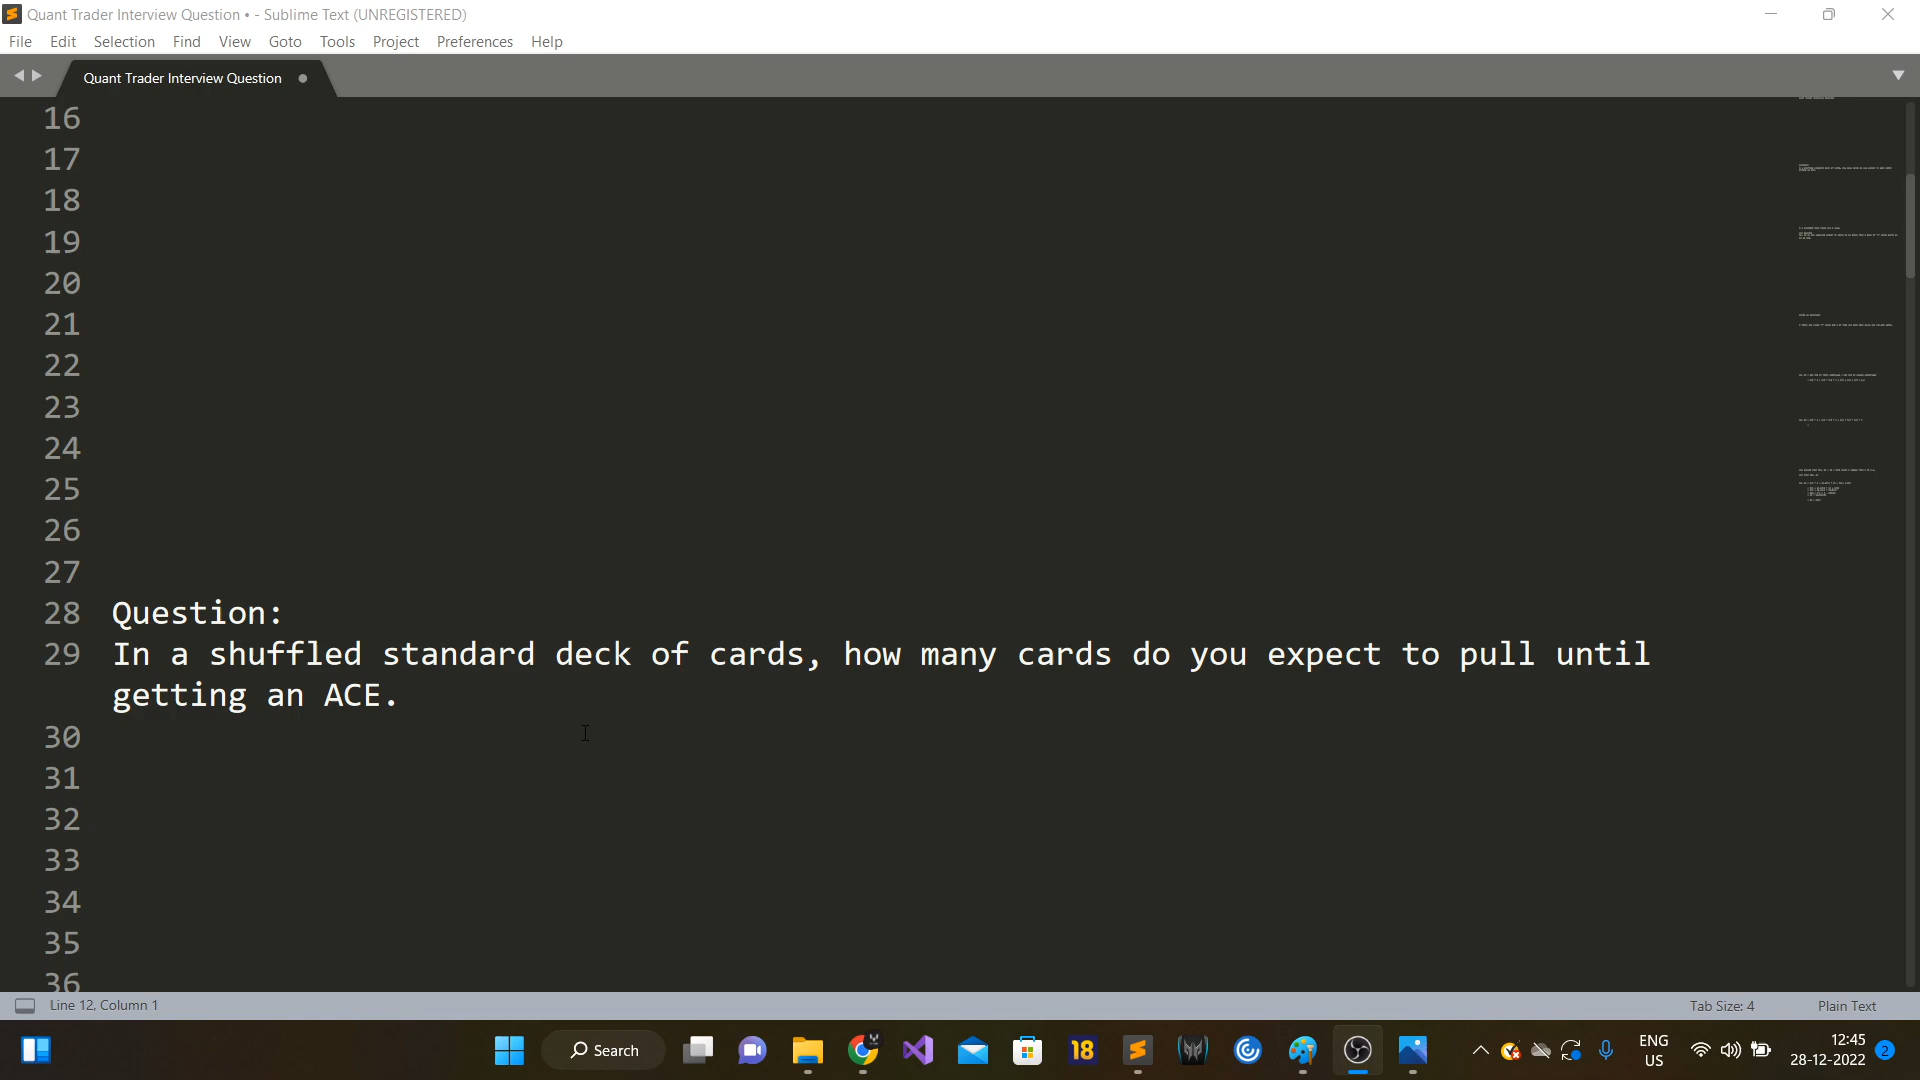 Quant Trader Interview Question • - Sublime Text (UNREGISTERED)
File Edit Selection Find View Goto Tools Project Preferences Help
Quant Trader Interview Question
16
17
18
19
20
21
22
23
24
25
26
27
28 Question:
29 In a shuffled standard deck of cards, how many cards do you expect to pull until
getting an ACE.
30
31
32
33
34
35
36
Line 12, Column 1
Tab Size: 4
Plain Text
Search
18
ENG
US
12:45
28-12-2022
2